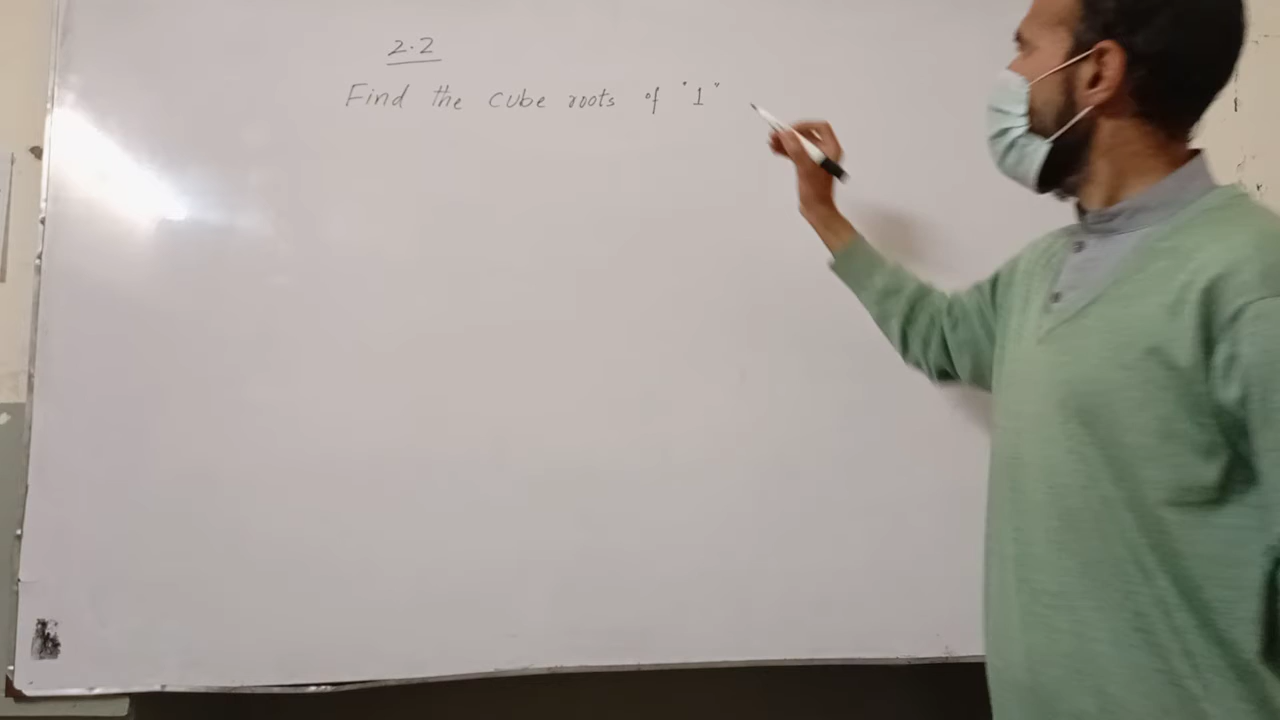 2.2
Find the cube roots of "1"